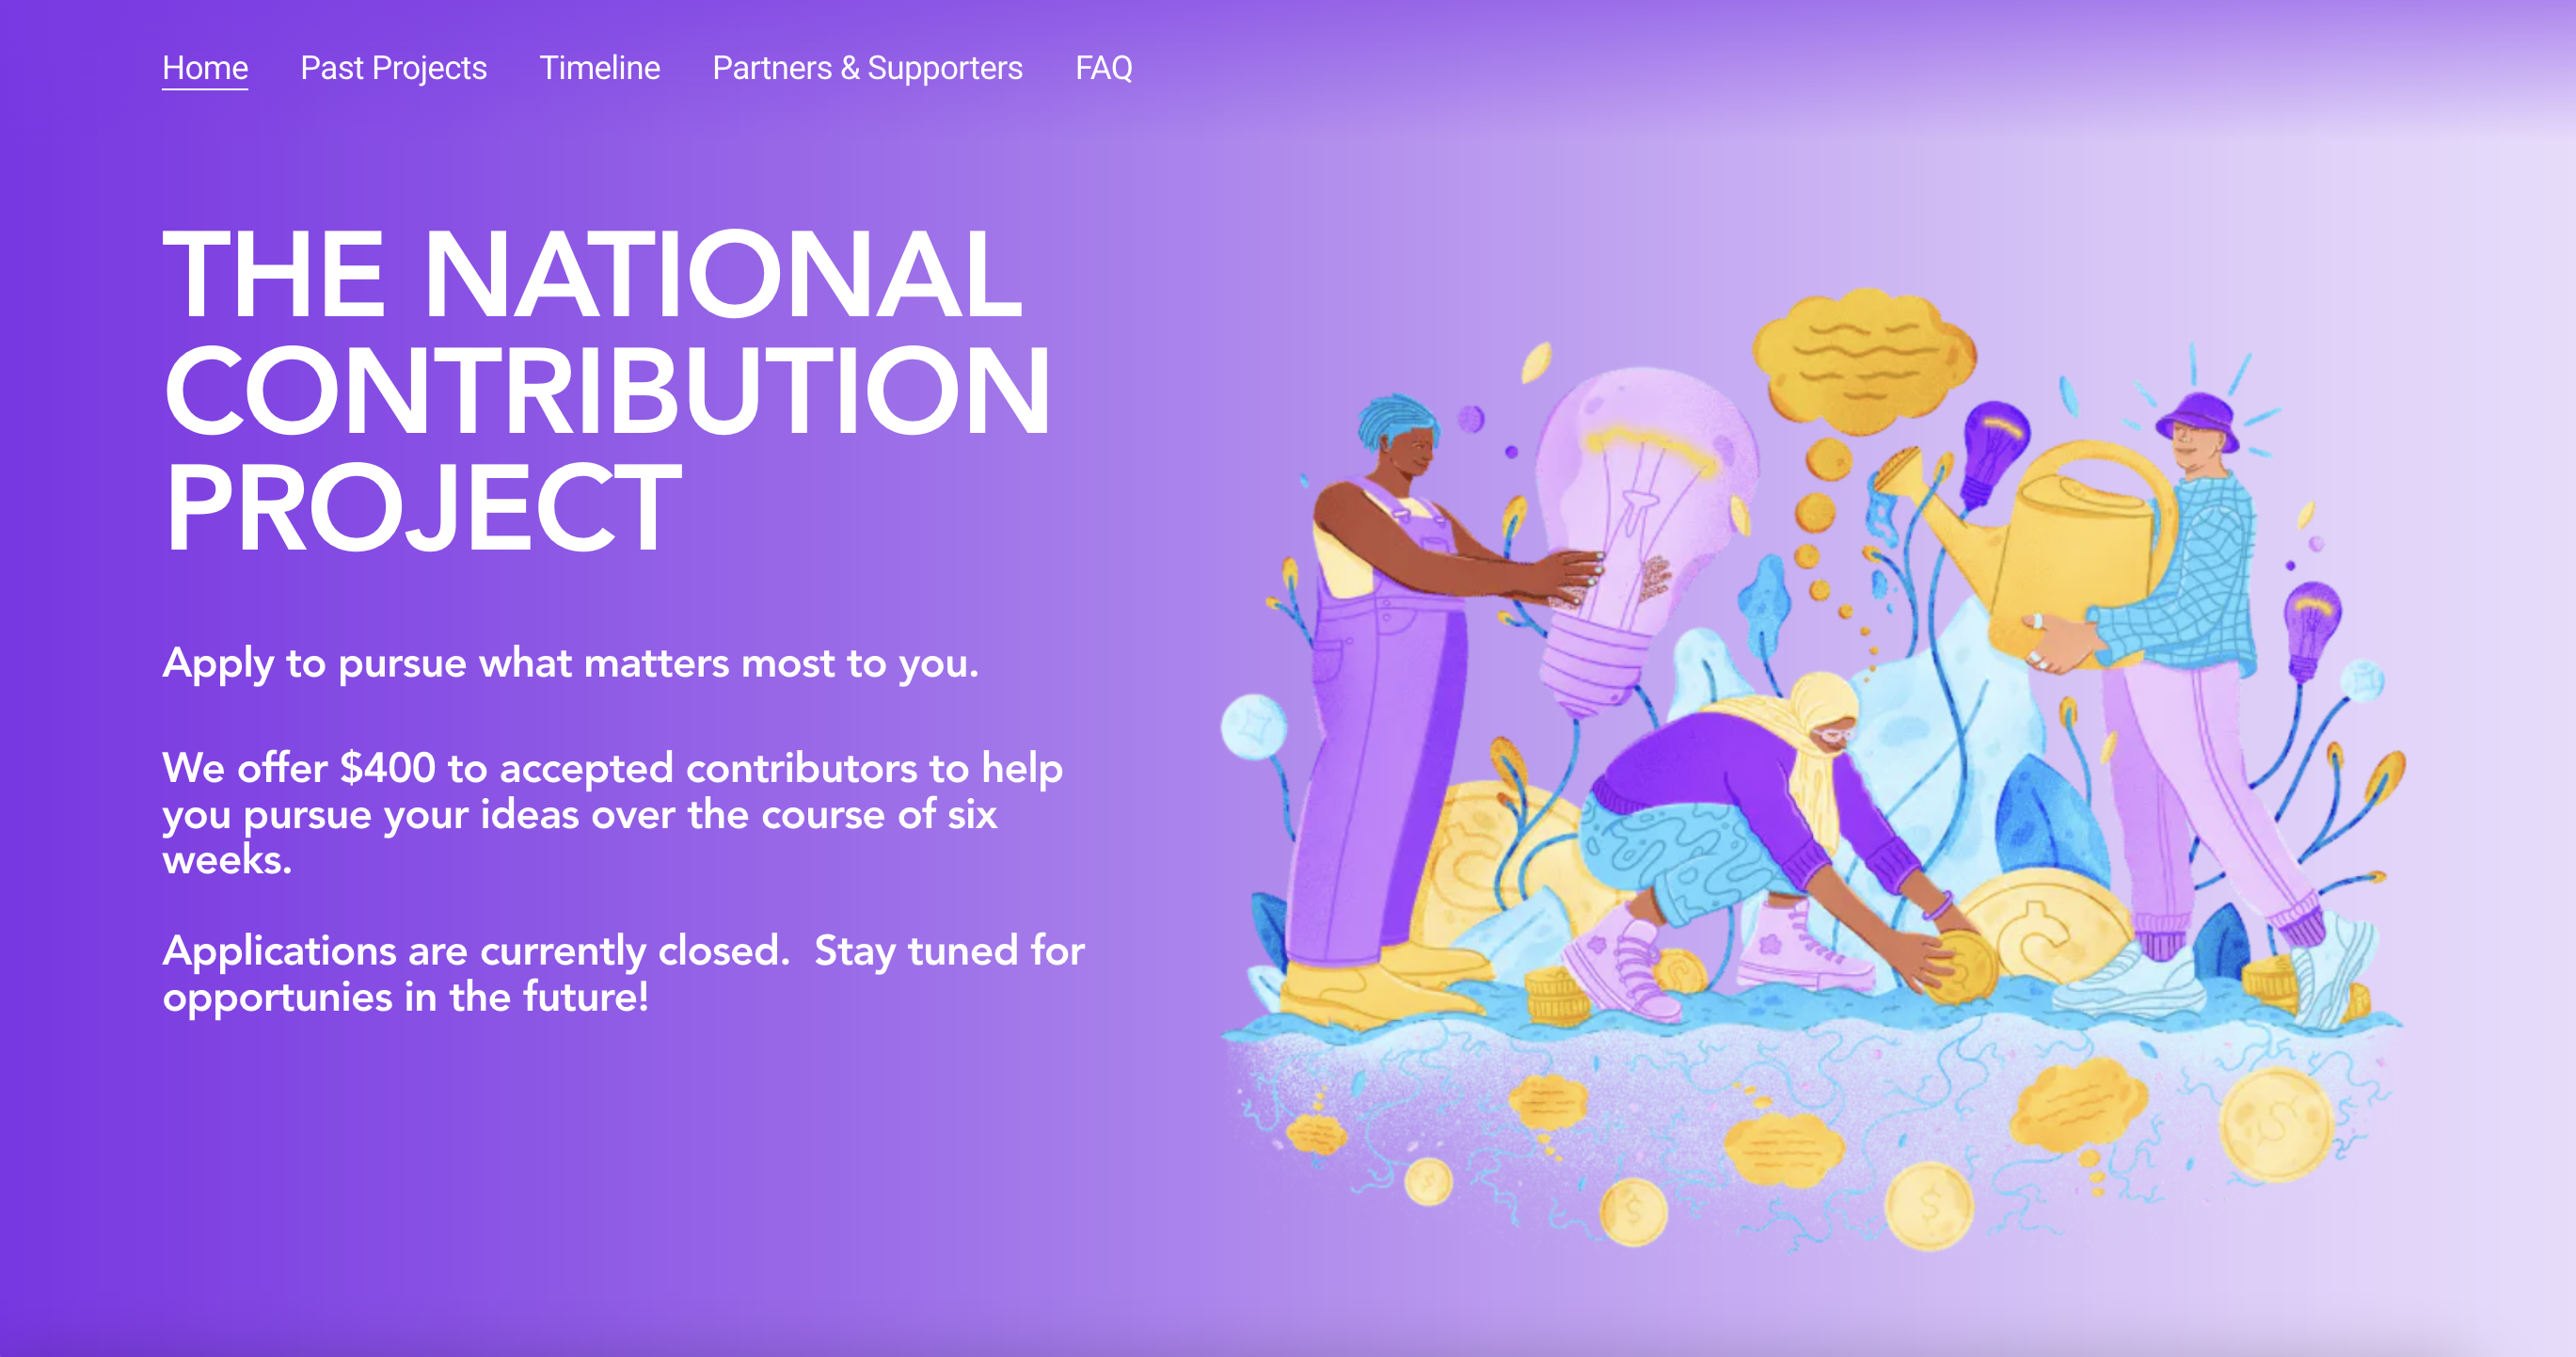 Home Past Projects Timeline Partners & Supporters FAQ
THE NATIONAL
CONTRIBUTION
PROJECT
Apply to pursue what matters most to you.
We offer $400 to accepted contributors to help
you pursue your ideas over the course of six
weeks.
Applications are currently closed.  Stay tuned for
opportunies in the future!